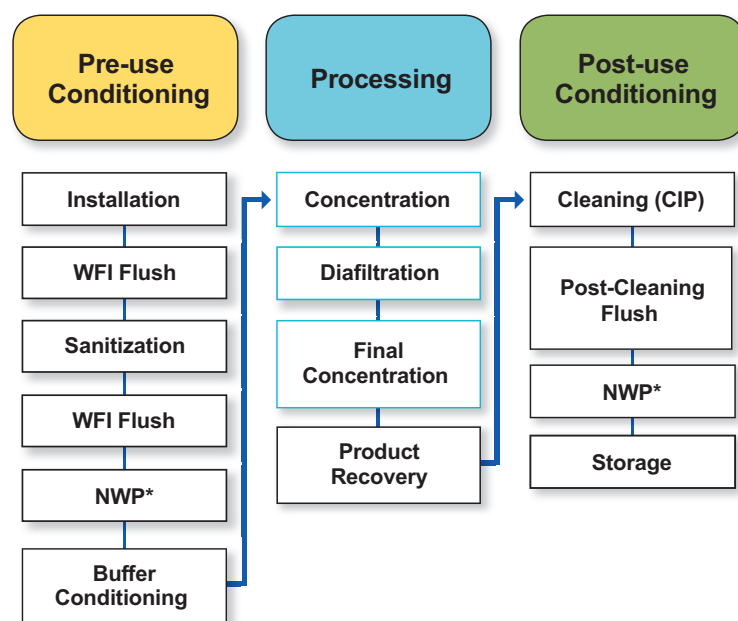 Pre-use
Conditioning
Processing
Post-use
Conditioning
Installation
WFI Flush
Sanitization
WFI Flush
NWP*
Buffer
Conditioning
Concentration
Diafiltration
Final
Concentration
Product
Recovery
Cleaning (CIP)
Post-Cleaning
Flush
NWP*
Storage